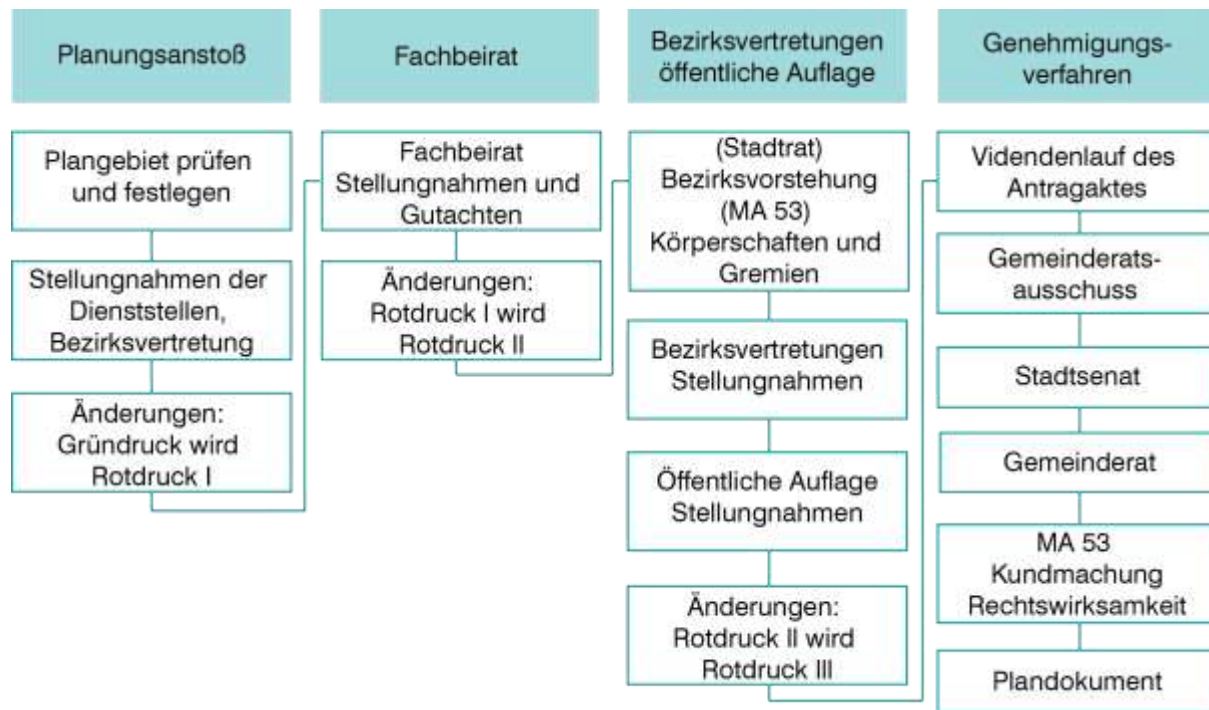 Planungsanstoß
Fachbeirat
Bezirksvertretungen
öffentliche Auflage
Genehmigungs-
verfahren
Plangebiet prüfen
und festlegen
Stellungnahmen der
Dienststellen,
Bezirksvertretung
Änderungen:
Gründruck wird
Rotdruck I
Fachbeirat
Stellungnahmen und
Gutachten
Änderungen:
Rotdruck I wird
Rotdruck II
(Stadtrat)
Bezirksvorstehung
(MA 53)
Körperschaften und
Gremien
Bezirksvertretungen
Stellungnahmen
Öffentliche Auflage
Stellungnahmen
Änderungen:
Rotdruck II wird
Rotdruck III
Videndenlauf des
Antragaktes
Gemeinderats-
ausschuss
Stadtsenat
Gemeinderat
MA 53
Kundmachung
Rechtswirksamkeit
Plandokument